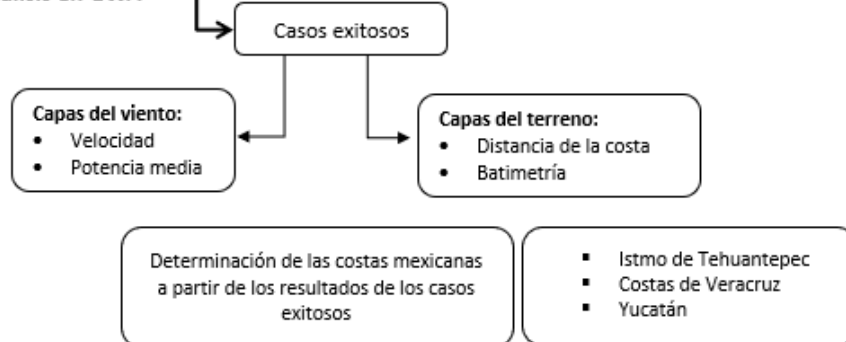 Casos exitosos
Capas del viento:
• Velocidad
• Potencia media
Capas del terreno:
• Distancia de la costa
• Batimetría
Determinación de las costas mexicanas
a partir de los resultados de los casos
exitosos
▪ Istmo de Tehuantepec
▪ Costas de Veracruz
▪ Yucatán